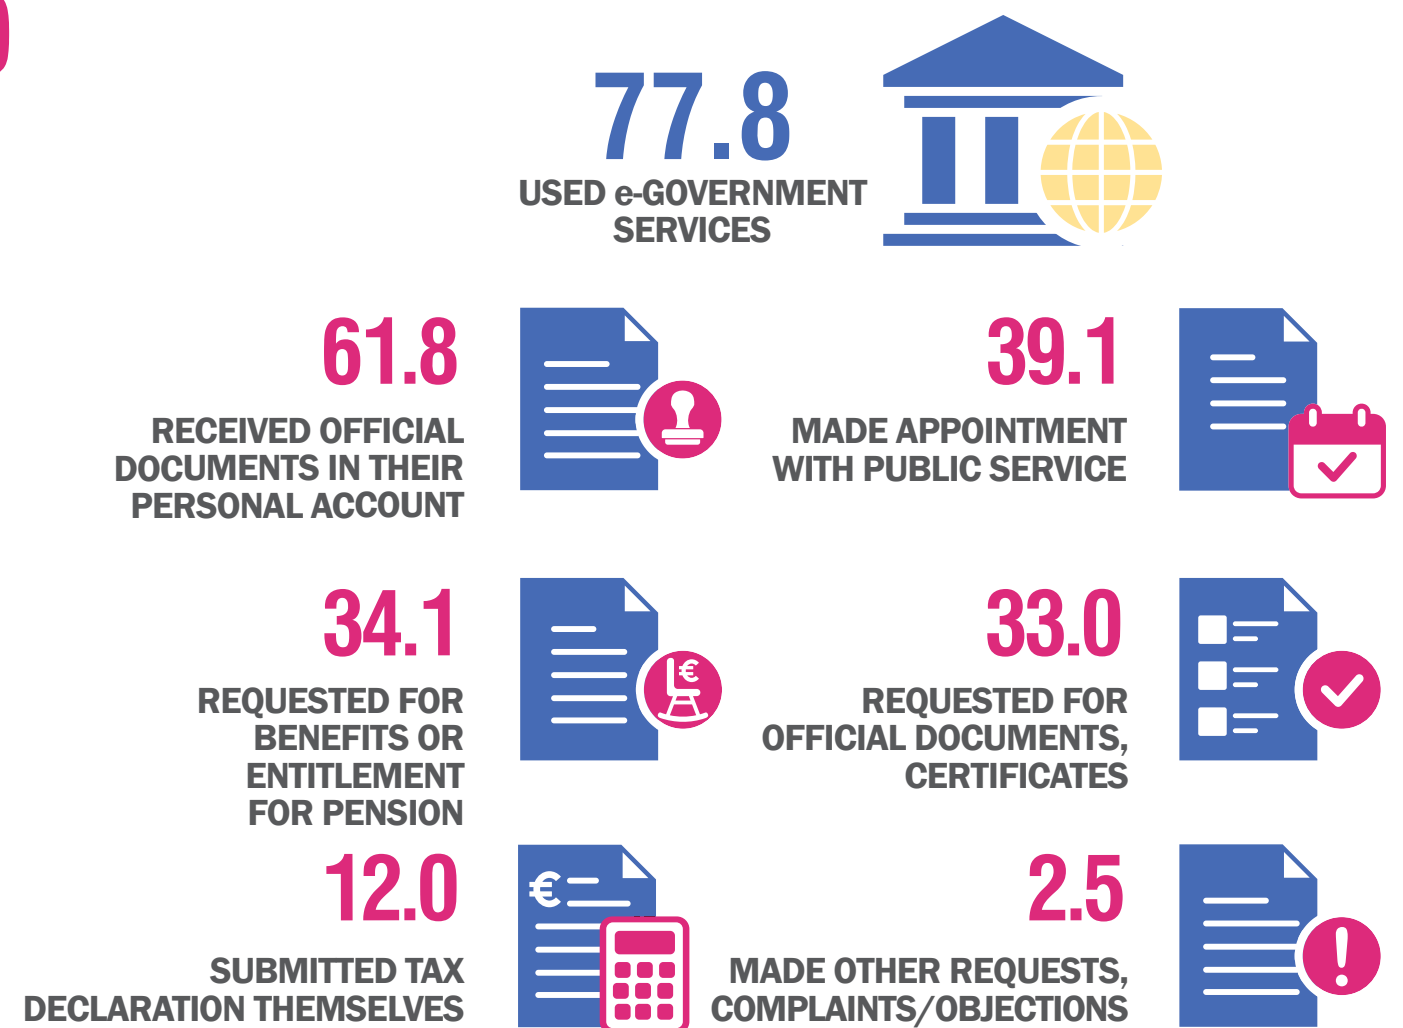 77.8
USED e-GOVERNMENT
SERVICES
61.8
RECEIVED OFFICIAL
DOCUMENTS IN THEIR
PERSONAL ACCOUNT
39.1
MADE APPOINTMENT
WITH PUBLIC SERVICE
34.1
REQUESTED FOR
BENEFITS OR
ENTITLEMENT
FOR PENSION
€
33.0
REQUESTED FOR
OFFICIAL DOCUMENTS,
CERTIFICATES
12.0
SUBMITTED TAX
DECLARATION THEMSELVES
€
2.5
MADE OTHER REQUESTS,
COMPLAINTS/OBJECTIONS
!